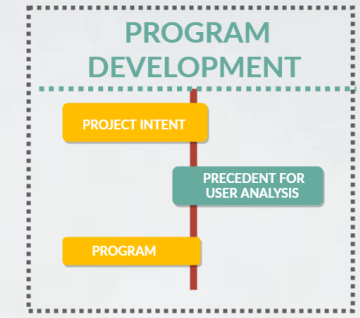 PROGRAM
DEVELOPMENT
PROJECT INTENT
PRECEDENT FOR
USER ANALYSIS
PROGRAM